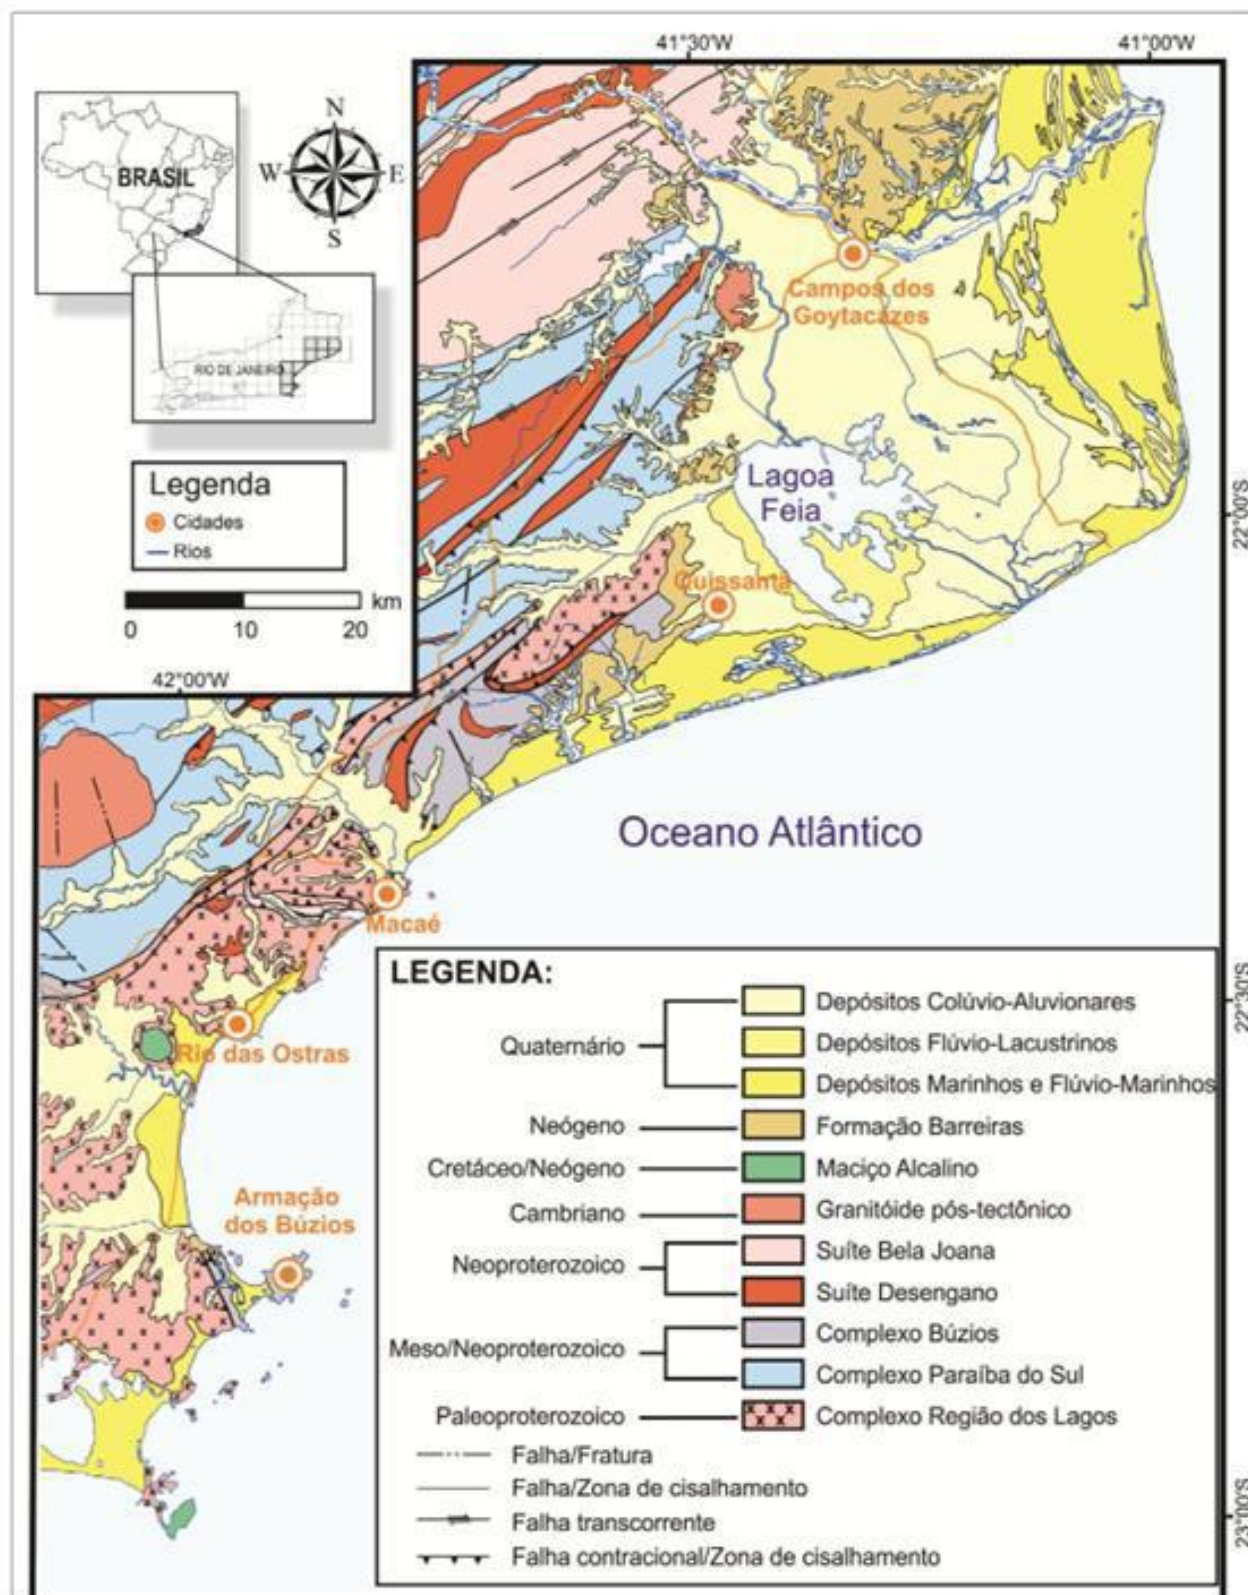 41°30'W
41°00'W
N
W
E
S
BRASIL
RIO DE JANEIRO
Legenda
Cidades
Rios
km
0
10
20
42°00'W
Campos dos
Goytacazes
Lagoa
Feia
22°00'S
Quissamã
Oceano Atlântico
Macaé
Rio das Ostras
Armação
dos Búzios
22°30'S
23°00'S
LEGENDA:
Quaternário
Depósitos Colúvio-Aluvionares
Depósitos Flúvio-Lacustrinos
Depósitos Marinhos e Flúvio-Marinhos
Neógeno
Formação Barreiras
Cretáceo/Neógeno
Maciço Alcalino
Cambriano
Granitóide pós-tectônico
Neoproterozoico
Suíte Bela Joana
Suíte Desengano
Meso/Neoproterozoico
Complexo Búzios
Complexo Paraíba do Sul
Paleoproterozoico
Complexo Região dos Lagos
Falha/Fratura
Falha/Zona de cisalhamento
Falha transcorrente
Falha contracional/Zona de cisalhamento